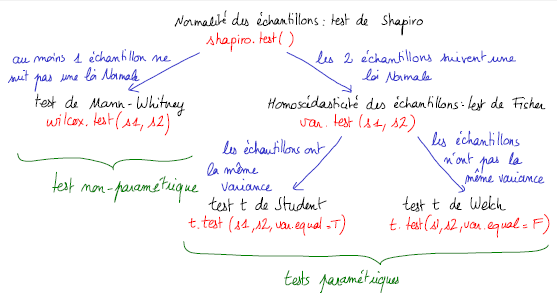 Normalité des échantillons : test de Shapiro
shapiro.test( )
au moins 1 échantillon ne
suit pas une loi Normale
les 2 échantillons suivent une
loi Normale
test de Mann-Whitney
wilcox.test(s1, s2)
Homoscédasticité des échantillons : test de Ficher
var.test(s1, s2)
test non-paramétrique
les échantillons ont
la même
variance
les échantillons
n'ont pas la
même variance
test t de Student
t.test(s1, s2, var.equal=T)
test t de Welch
t.test(s1, s2, var.equal=F)
tests paramétriques